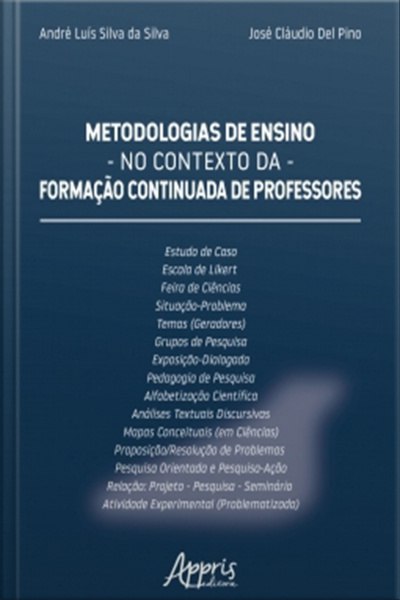 André Luís Silva da Silva José Cláudio Del Pino
METODOLOGIAS DE ENSINO
- NO CONTEXTO DA -
FORMAÇÃO CONTINUADA DE PROFESSORES
Estudo de Caso
Escala de Likert
Feira de Ciências
Situação-Problema
Temas (Geradores)
Grupos de Pesquisa
Exposição-Dialogada
Pedagogia de Pesquisa
Alfabetização Científica
Análises Textuais Discursivas
Mapas Conceituais (em Ciências)
Proposição/Resolução de Problemas
Pesquisa Orientada e Pesquisa-Ação
Relação: Projeto - Pesquisa - Seminário
Atividade Experimental (Problematizada)
Appris
editora